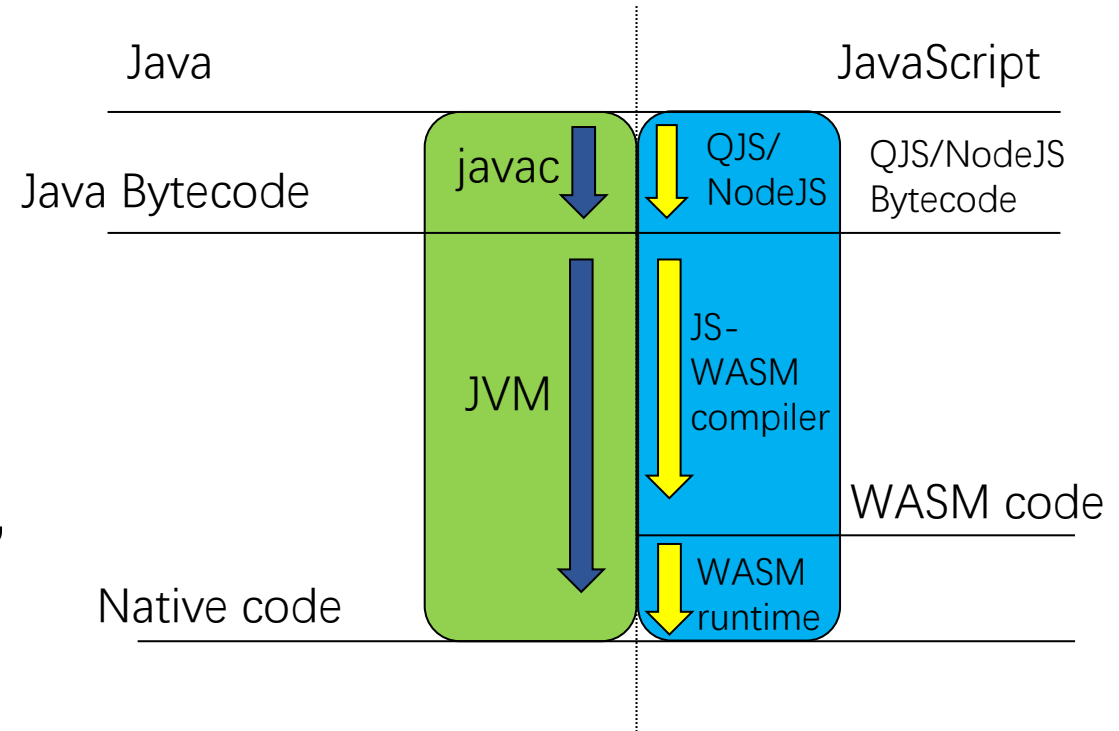 Java
JavaScript
javac
QJS/
NodeJS
QJS/NodeJS
Bytecode
Java Bytecode
JVM
JS-
WASM
compiler
WASM code
,
WASM
runtime
Native code